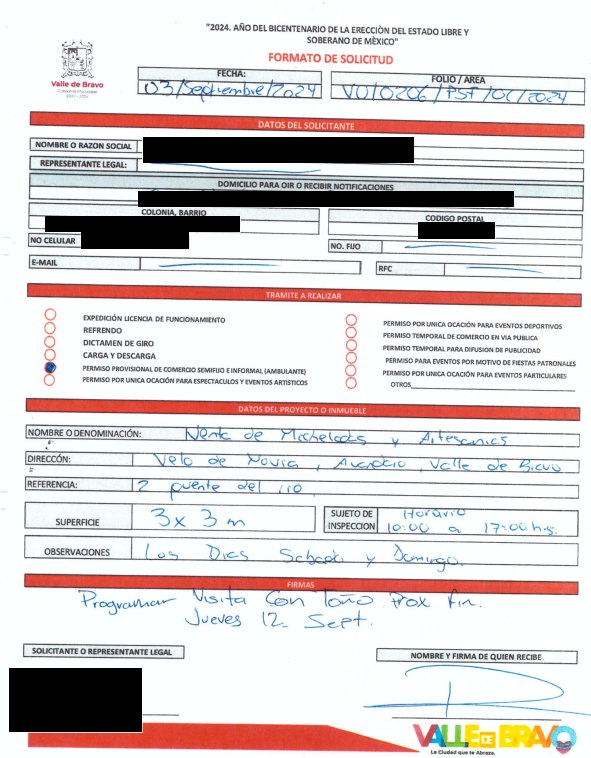 "2024. AÑO DEL BICENTENARIO DE LA ERECCIÒN DEL ESTADO LIBRE Y
SOBERANO DE MÈXICO"
FORMATO DE SOLICITUD
Valle de Bravo
FECHA:
03/Septiembre/2024
FOLIO / AREA
VU/0206/PSF/OC/2024
DATOS DEL SOLICITANTE
NOMBRE O RAZON SOCIAL
REPRESENTANTE LEGAL:
DOMICILIO PARA OIR O RECIBIR NOTIFICACIONES
COLONIA, BARRIO
CODIGO POSTAL
NO CELULAR
NO. FIJO
E-MAIL
RFC
TRAMITE A REALIZAR
EXPEDICIÓN LICENCIA DE FUNCIONAMIENTO
REFRENDO
DICTAMEN DE GIRO
CARGA Y DESCARGA
PERMISO PROVISIONAL DE COMERCIO SEMIFIJO E INFORMAL (AMBULANTE)
PERMISO POR UNICA OCACIÓN PARA ESPECTACULOS Y EVENTOS ARTISTICOS
PERMISO POR UNICA OCACIÓN PARA EVENTOS DEPORTIVOS
PERMISO TEMPORAL DE COMERCIO EN VIA PUBLICA
PERMISO TEMPORAL PARA DIFUSION DE PUBLICIDAD
PERMISO PARA EVENTOS POR MOTIVO DE FIESTAS PATRONALES
PERMISO POR UNICA OCACIÓN PARA EVENTOS PARTICULARES
OTROS
DATOS DEL PROYECTO O INMUEBLE
NOMBRE O DENOMINACIÓN: Venta de Micheladas y Artesanias
DIRECCÓN: Velo de Novia, Valle de Bravo
REFERENCIA: 2 puente del rio
SUPERFICIE 3x3m
SUJETO DE INSPECCION
Horario
10:00 a 17:00 hrs.
OBSERVACIONES Los Dias Sabado y Domingo.
FIRMAS
Programar Visita Con Toño Prox fin.
Jueves 12 Sept.
SOLICITANTE O REPRESENTANTE LEGAL
NOMBRE Y FIRMA DE QUIEN RECIBE
VALLE DE BRAVO
La Ciudad que te Abraza.